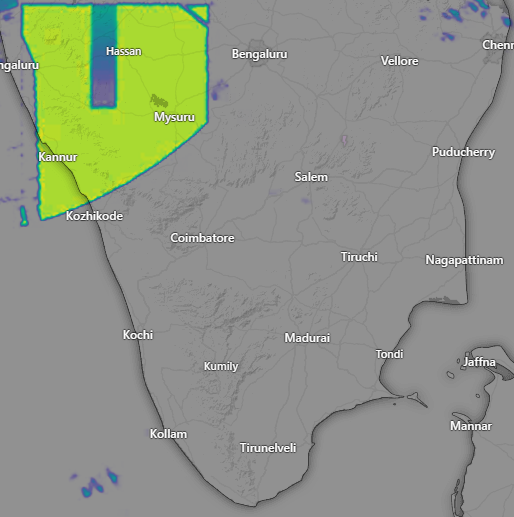 Hassan
Bengaluru
Chenn
ngaluru
Vellore
Mysuru
Kannur
Puducherry
Salem
Kozhikode
Coimbatore
Tiruchi
Nagapattinam
Kochi
Madurai
Tondi
Kumily
Jaffna
Mannar
Kollam
Tirunelveli